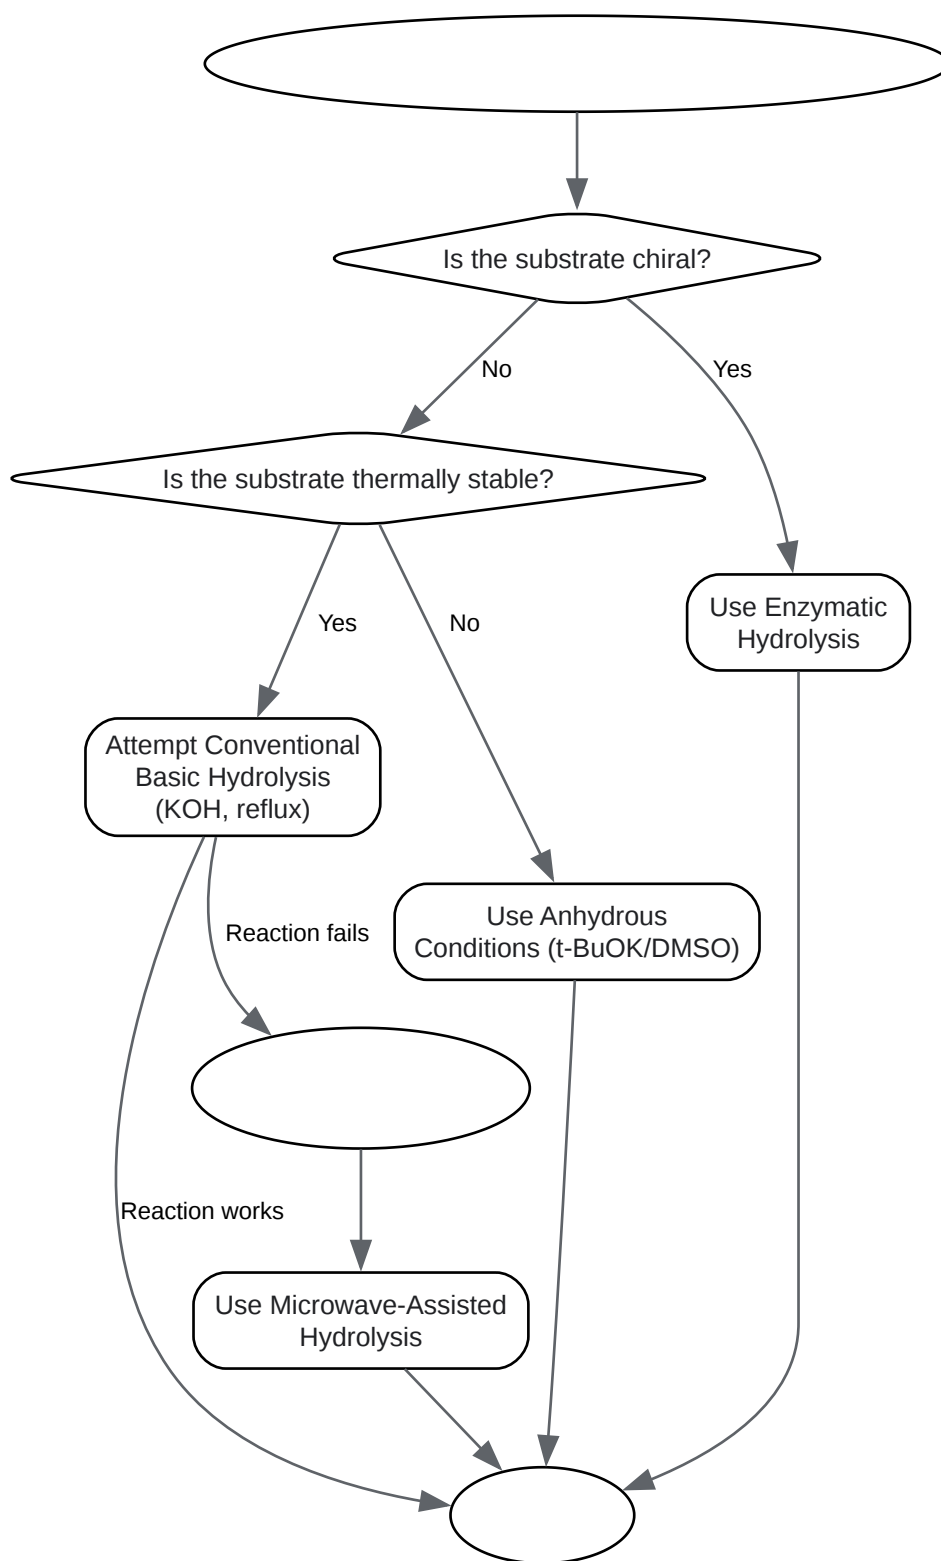 Is the substrate chiral?
No
Yes
Is the substrate thermally stable?
Yes
No
Use Enzymatic
Hydrolysis
Attempt Conventional
Basic Hydrolysis
(KOH, reflux)
Use Anhydrous
Conditions (t-BuOK/DMSO)
Reaction fails
Reaction works
Use Microwave-Assisted
Hydrolysis